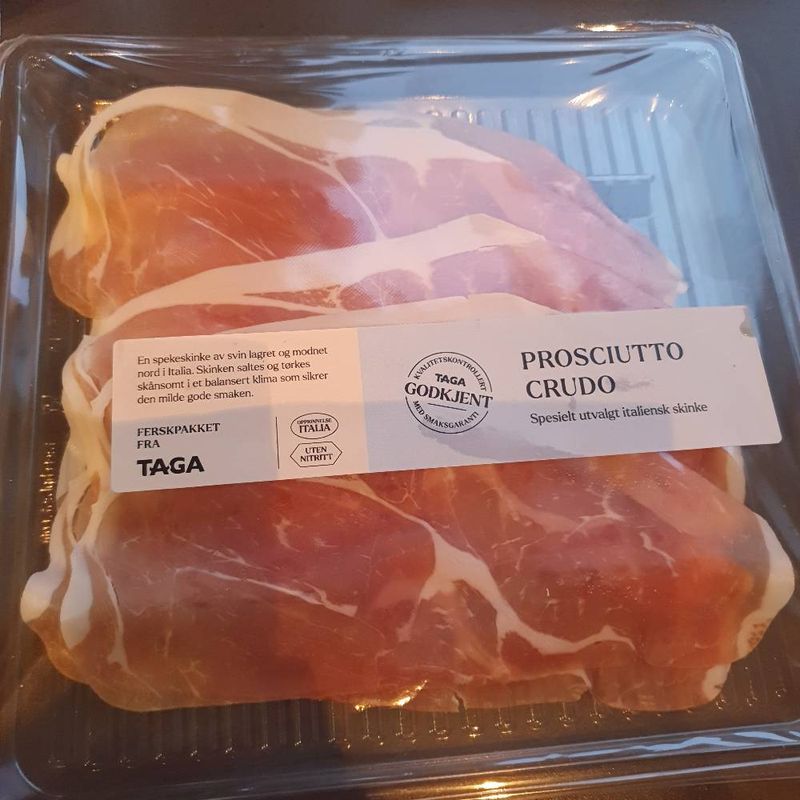 En spekeskinke av svin lagret og modnet
nord i Italia. Skinken saltes og tørkes
skånsomt i et balansert klima som sikrer
den milde gode smaken.
FERSKPAKKET
FRA
TAGA
OPPRINNELSE
ITALIA
UTEN
NITRITT
KVALITETSKONTROLLERT
TAGA
GODKJENT
MED SMAKSGARANTI
PROSCIUTTO
CRUDO
Spesielt utvalgt italiensk skinke